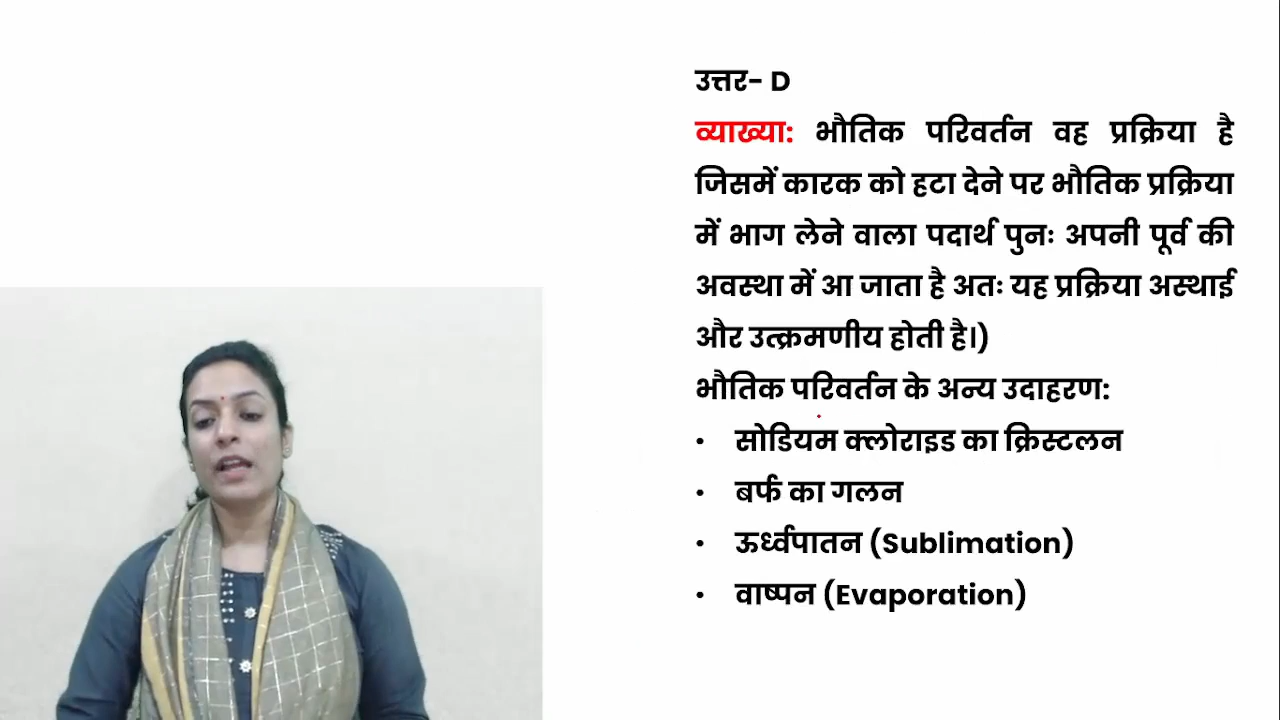 उत्तर- D
व्याख्या: भौतिक परिवर्तन वह प्रक्रिया है
जिसमें कारक को हटा देने पर भौतिक प्रक्रिया
में भाग लेने वाला पदार्थ पुनः अपनी पूर्व की
अवस्था में आ जाता है अतः यह प्रक्रिया अस्थाई
और उत्क्रमणीय होती है।)
भौतिक परिवर्तन के अन्य उदाहरण:
• सोडियम क्लोराइड का क्रिस्टलन
• बर्फ का गलन
• ऊर्ध्वपातन (Sublimation)
• वाष्पन (Evaporation)